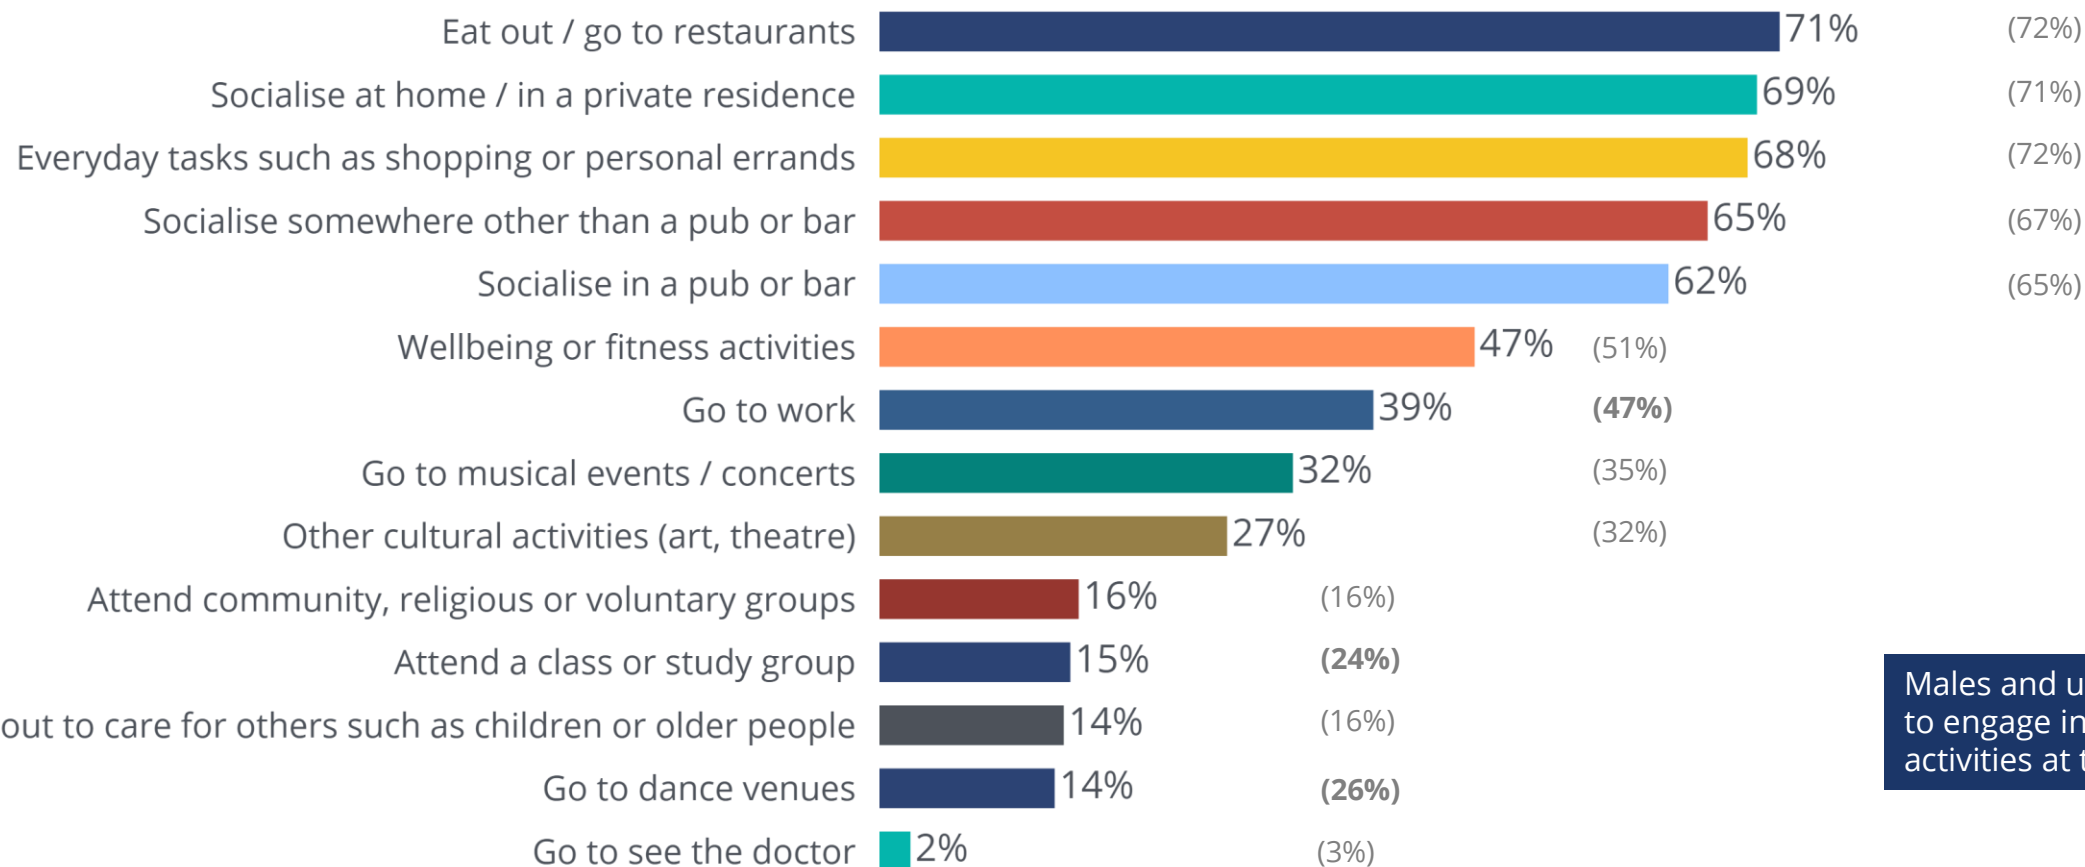 Eat out / go to restaurants 71% (72%)
Socialise at home / in a private residence 69% (71%)
Everyday tasks such as shopping or personal errands 68% (72%)
Socialise somewhere other than a pub or bar 65% (67%)
Socialise in a pub or bar 62% (65%)
Wellbeing or fitness activities 47% (51%)
Go to work 39% (47%)
Go to musical events / concerts 32% (35%)
Other cultural activities (art, theatre) 27% (32%)
Attend community, religious or voluntary groups 16% (16%)
Attend a class or study group 15% (24%)
out to care for others such as children or older people 14% (16%)
Go to dance venues 14% (26%)
Go to see the doctor 2% (3%)
Males and
to engage in
activities at